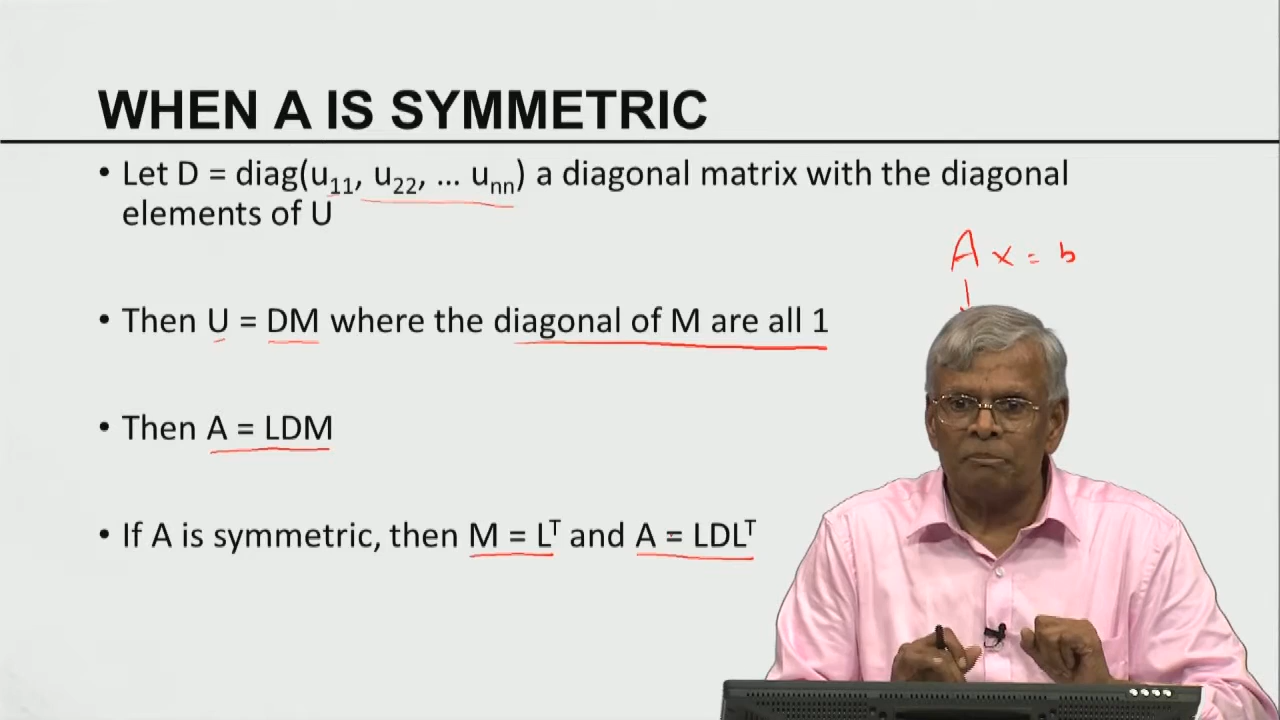 WHEN A IS SYMMETRIC
• Let D = diag(u₁₁, u₂₂, ... uₙₙ) a diagonal matrix with the diagonal
elements of U
A x = b
• Then U = DM where the diagonal of M are all 1
• Then A = LDM
• If A is symmetric, then M = Lᵀ and A = LDLᵀ